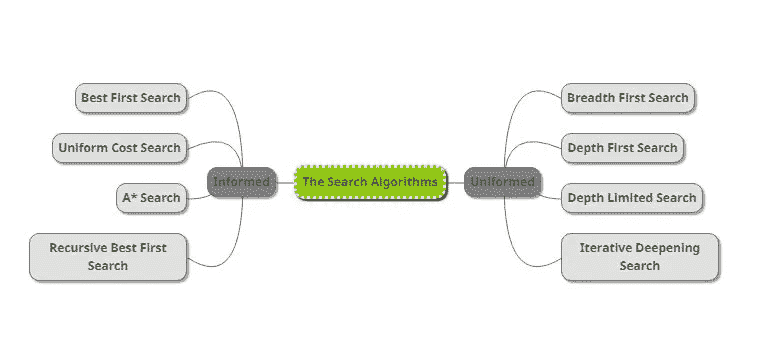 Best First Search
Uniform Cost Search
A* Search
Recursive Best First
Search
Informed
The Search Algorithms
Uniformed
Breadth First Search
Depth First Search
Depth Limited Search
Iterative Deepening
Search